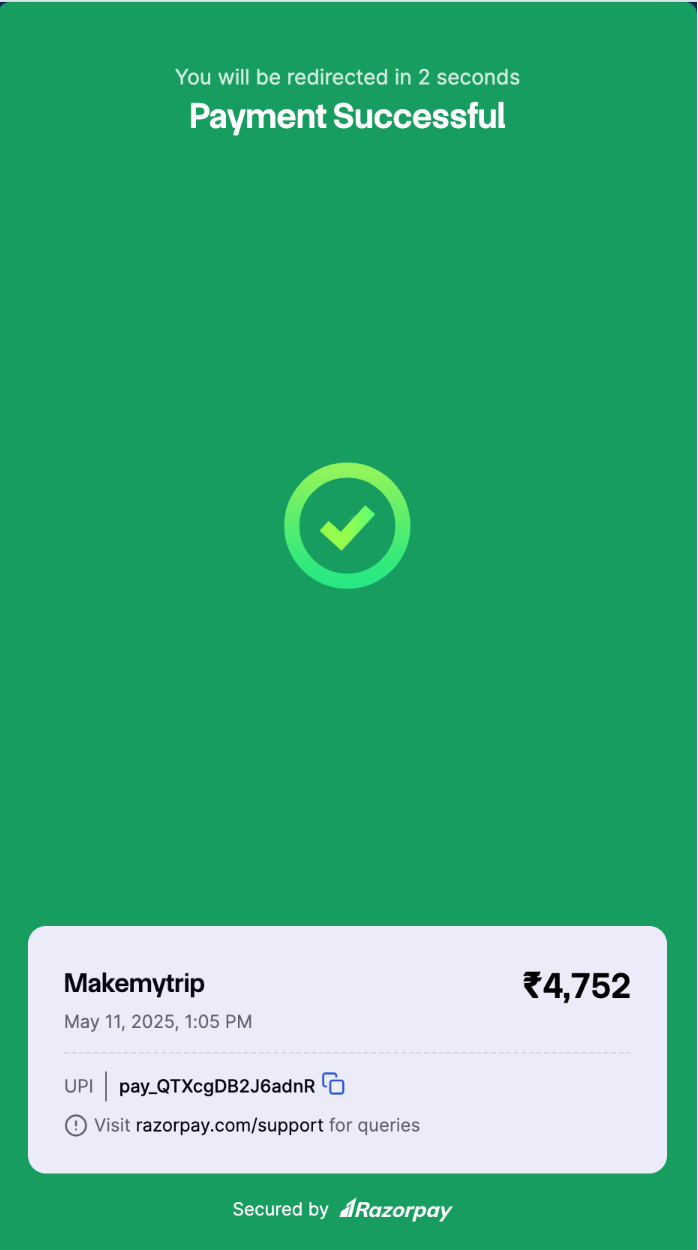 You will be redirected in 2 seconds
Payment Successful
Makemytrip ₹4,752
May 11, 2025, 1:05 PM
UPI | pay_QTXcgDB2J6adnR
Visit razorpay.com/support for queries
Secured by Razorpay